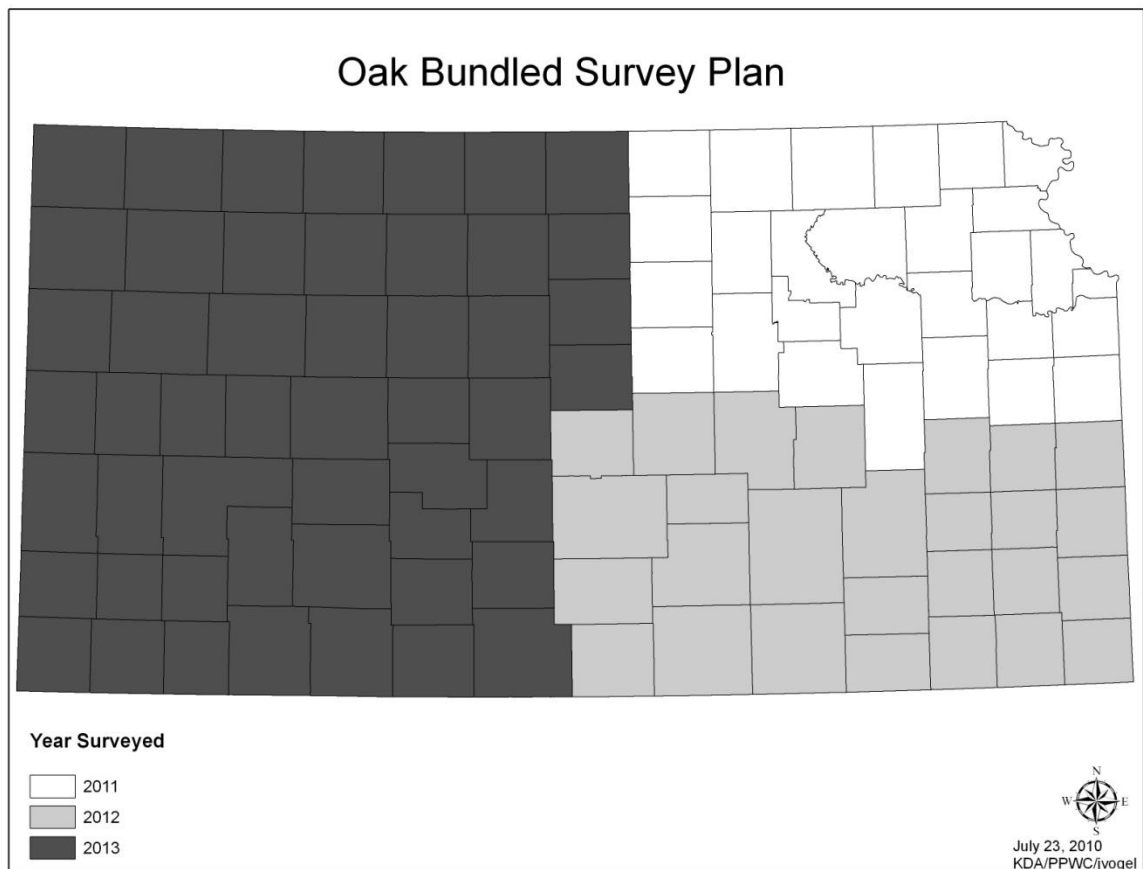 Oak Bundled Survey Plan
Year Surveyed
2011
2012
2013
N
W E
S
July 23, 2010
KDA/PPWC/jvogel